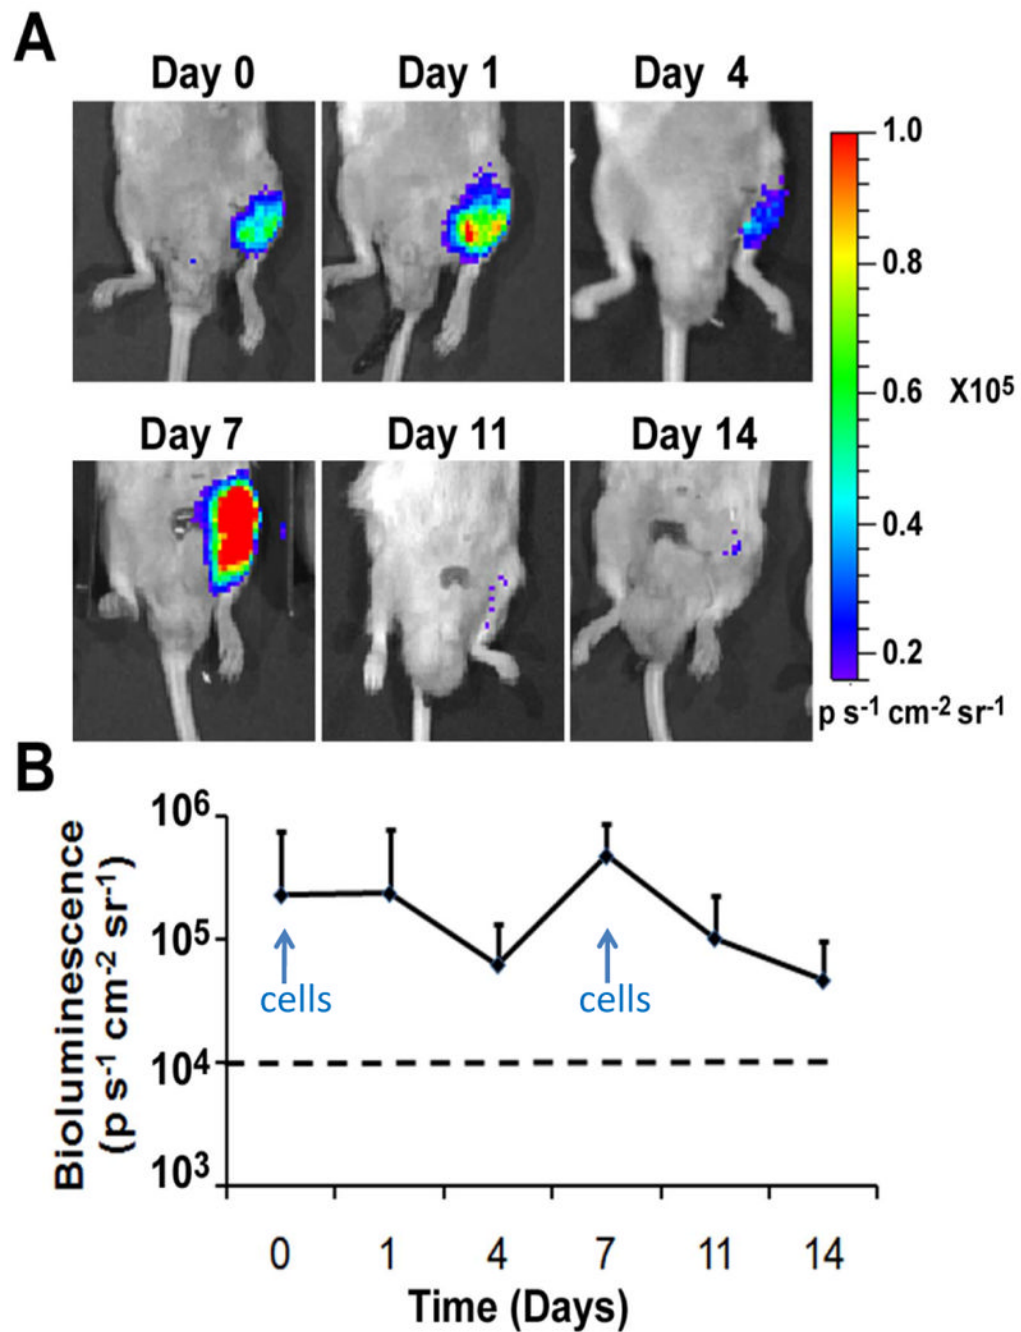 A
Day 0
Day 1
Day 4
Day 7
Day 11
Day 14
1.0
0.8
0.6
X10⁵
0.4
0.2
p s⁻¹ cm⁻² sr⁻¹
B
Bioluminescence
(p s⁻¹ cm⁻² sr⁻¹)
10⁶
10⁵
10⁴
10³
cells
cells
0 1 4 7 11 14
Time (Days)